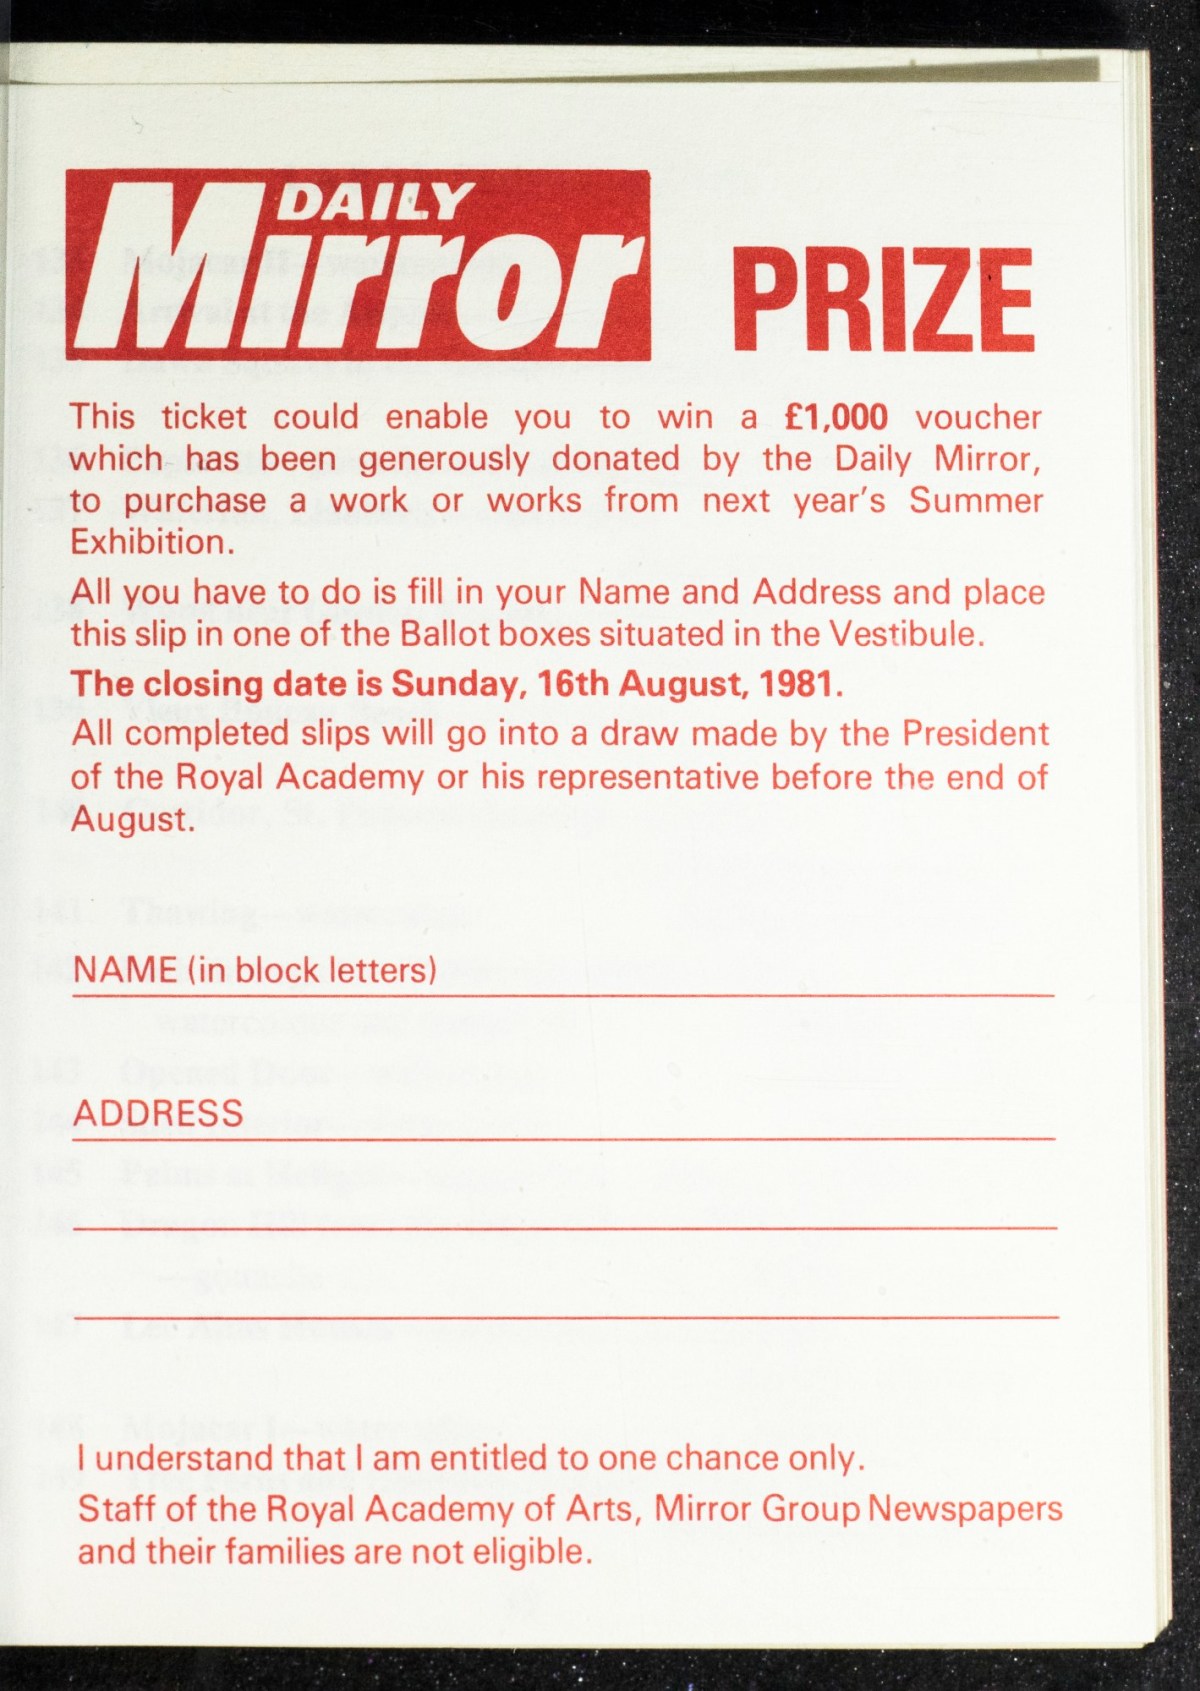 DAILY
Mirror PRIZE
This ticket could enable you to win a £1,000 voucher
which has been generously donated by the Daily Mirror,
to purchase a work or works from next year's Summer
Exhibition.
All you have to do is fill in your Name and Address and place
this slip in one of the Ballot boxes situated in the Vestibule.
The closing date is Sunday, 16th August, 1981.
All completed slips will go into a draw made by the President
of the Royal Academy or his representative before the end of
August.
NAME (in block letters)
ADDRESS
I understand that I am entitled to one chance only.
Staff of the Royal Academy of Arts, Mirror Group Newspapers
and their families are not eligible.